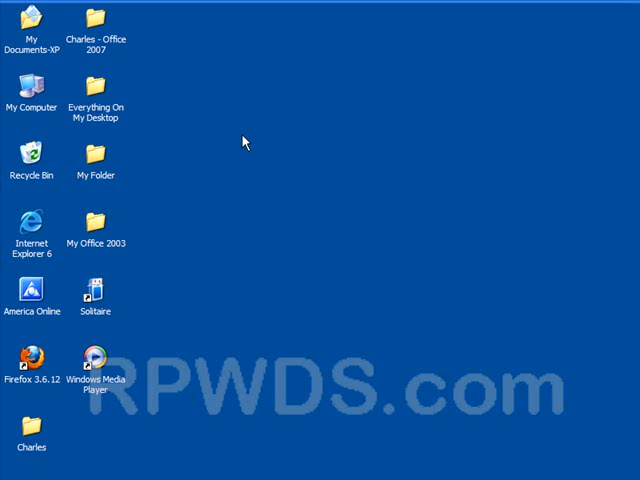 My
Documents-XP
Charles - Office
2007
My Computer
Everything On
My Desktop
Recycle Bin
My Folder
Internet
Explorer 6
My Office 2003
America Online
Solitaire
Firefox 3.6.12
Windows Media
Player
RPWDS.com
Charles